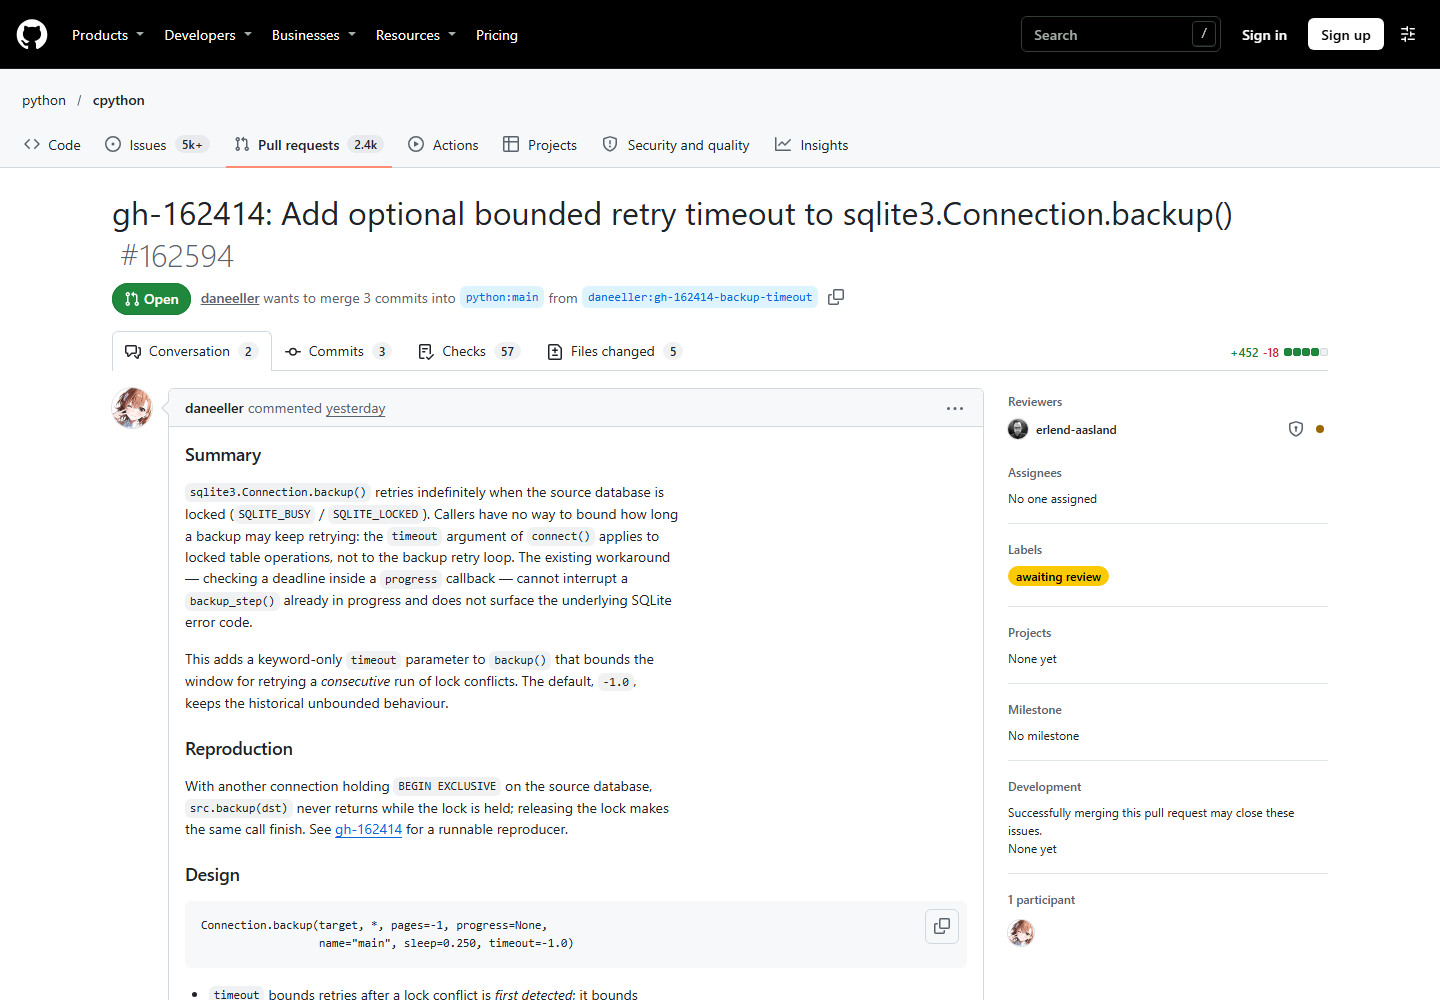 Products Developers Businesses Resources Pricing Search / Sign in Sign up
python / cpython
Code Issues 5k+ Pull requests 2.4k Actions Projects Security and quality Insights
gh-162414: Add optional bounded retry timeout to sqlite3.Connection.backup()
#162594
Open daneeller wants to merge 3 commits into python:main from daneeller:gh-162414-backup-timeout
Conversation 2 Commits 3 Checks 57 Files changed 5 +452 -18
daneeller commented yesterday
Summary
sqlite3.Connection.backup() retries indefinitely when the source database is
locked ( SQLITE_BUSY / SQLITE_LOCKED ). Callers have no way to bound how long
a backup may keep retrying: the timeout argument of connect() applies to
locked table operations, not to the backup retry loop. The existing workaround
— checking a deadline inside a progress callback — cannot interrupt a
backup_step() already in progress and does not surface the underlying SQLite
error code.
This adds a keyword-only timeout parameter to backup() that bounds the
window for retrying a consecutive run of lock conflicts. The default, -1.0,
keeps the historical unbounded behaviour.
Reproduction
With another connection holding BEGIN EXCLUSIVE on the source database,
src.backup(dst) never returns while the lock is held; releasing the lock makes
the same call finish. See gh-162414 for a runnable reproducer.
Design
Connection.backup(target, *, pages=-1, progress=None,
name="main", sleep=0.250, timeout=-1.0)
• timeout bounds retries after a lock conflict is first detected; it bounds
Reviewers
erlend-aasland
Assignees
No one assigned
Labels
awaiting review
Projects
None yet
Milestone
No milestone
Development
Successfully merging this pull request may close these
issues.
None yet
1 participant